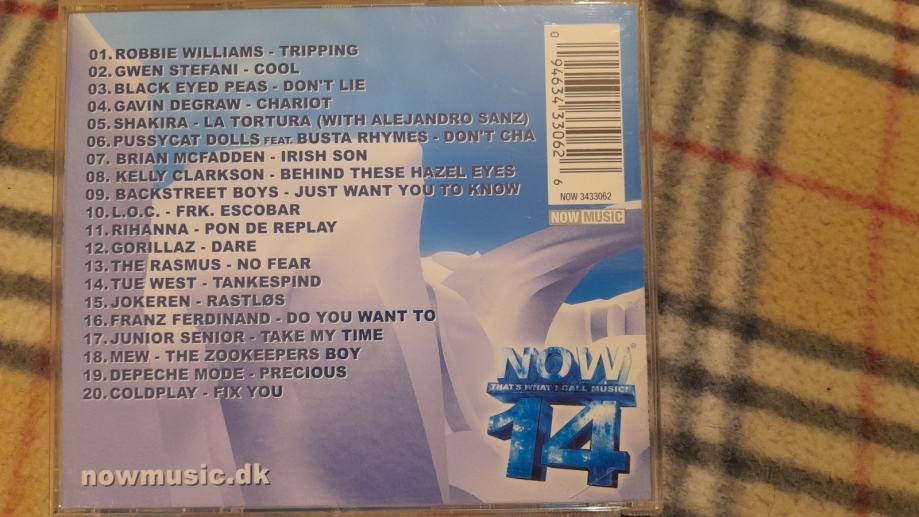 01. ROBBIE WILLIAMS - TRIPPING
02. GWEN STEFANI - COOL
03. BLACK EYED PEAS - DON'T LIE
04. GAVIN DEGRAW - CHARIOT
05. SHAKIRA - LA TORTURA (WITH ALEJANDRO SANZ)
06. PUSSYCAT DOLLS FEAT. BUSTA RHYMES - DON'T CHA
07. BRIAN MCFADDEN - IRISH SON
08. KELLY CLARKSON - BEHIND THESE HAZEL EYES
09. BACKSTREET BOYS - JUST WANT YOU TO KNOW
10. L.O.C. - FRK. ESCOBAR
11. RIHANNA - PON DE REPLAY
12. GORILLAZ - DARE
13. THE RASMUS - NO FEAR
14. TUE WEST - TANKESPIND
15. JOKEREN - RASTLØS
16. FRANZ FERDINAND - DO YOU WANT TO
17. JUNIOR SENIOR - TAKE MY TIME
18. MEW - THE ZOOKEEPERS BOY
19. DEPECHE MODE - PRECIOUS
20. COLDPLAY - FIX YOU
nowmusic.dk
0 94634 33062 6
NOW 3433062
NOW MUSIC
NOW
THAT'S WHAT I CALL MUSIC!
14